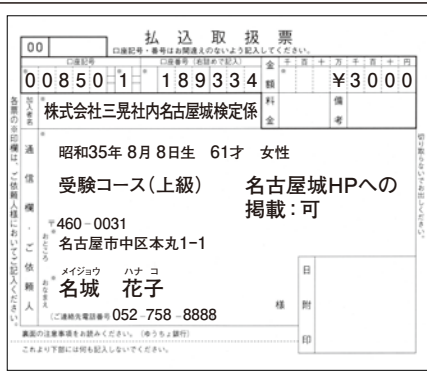 払込取扱票
00
口座記号・番号はお間違えのないよう記入してください。
口座記号 口座番号(右詰めで記入) 金額 千 百 十 万 千 百 十 円
00850-1-189334 ¥3000
加入者名 株式会社三晃社内名古屋城検定係 料金 備考
通信欄・ご依頼人
昭和35年8月8日生 61才 女性
受験コース(上級) 名古屋城HPへの
掲載:可
〒460-0031
おところ 名古屋市中区本丸1-1
メイジョウ ハナコ
おなまえ 名城 花子 様
(ご連絡先電話番号 052-758-8888
日附印
裏面の注意事項をお読みください。(ゆうちょ銀行)
これより下部には何も記入しないでください。
各票の※印欄は、ご依頼人様においてご記入ください。
切り取らないでお出しください。